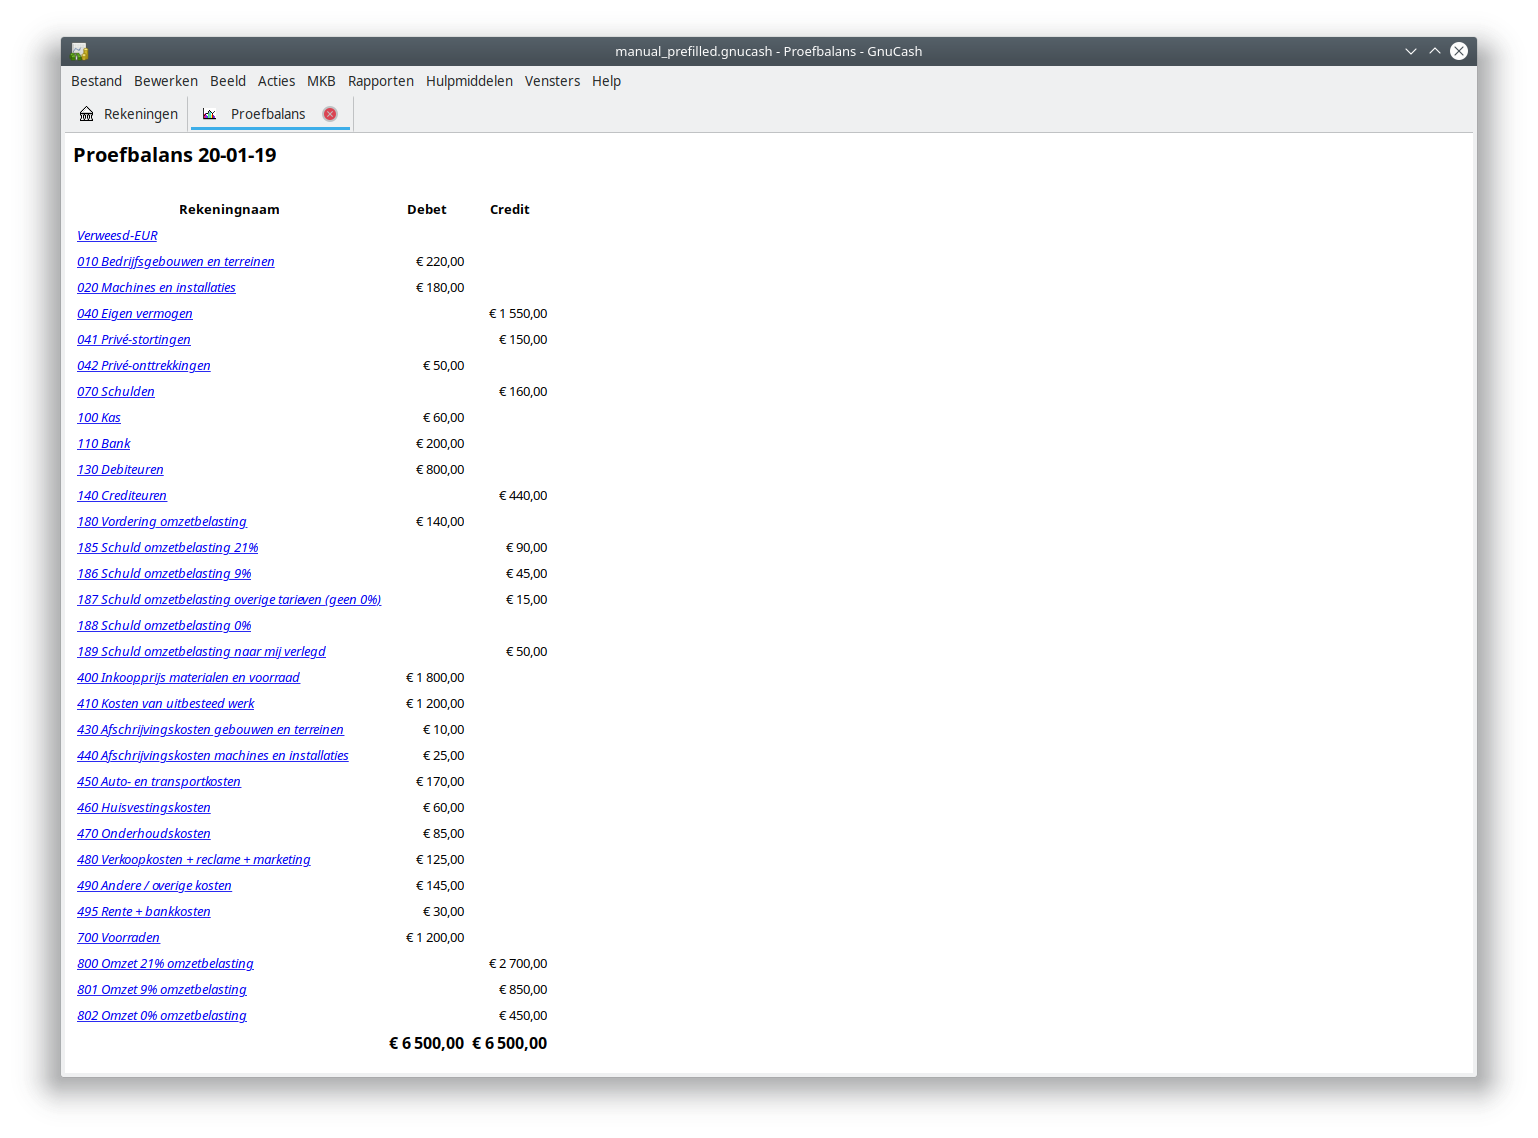 manual_prefilled.gnucash - Proefbalans - GnuCash
Bestand Bewerken Beeld Acties MKB Rapporten Hulpmiddelen Vensters Help
Rekeningen Proefbalans
Proefbalans 20-01-19
Rekeningnaam Debet Credit
Verweesd-EUR
010 Bedrijfsgebouwen en terreinen € 220,00
020 Machines en installaties € 180,00
040 Eigen vermogen € 1 550,00
041 Privé-stortingen € 150,00
042 Privé-onttrekkingen € 50,00
070 Schulden € 160,00
100 Kas € 60,00
110 Bank € 200,00
130 Debiteuren € 800,00
140 Crediteuren € 440,00
180 Vordering omzetbelasting € 140,00
185 Schuld omzetbelasting 21% € 90,00
186 Schuld omzetbelasting 9% € 45,00
187 Schuld omzetbelasting overige tarieven (geen 0%) € 15,00
188 Schuld omzetbelasting 0%
189 Schuld omzetbelasting naar mij verlegd € 50,00
400 Inkoopprijs materialen en voorraad € 1 800,00
410 Kosten van uitbesteed werk € 1 200,00
430 Afschrijvingskosten gebouwen en terreinen € 10,00
440 Afschrijvingskosten machines en installaties € 25,00
450 Auto- en transportkosten € 170,00
460 Huisvestingskosten € 60,00
470 Onderhoudskosten € 85,00
480 Verkoopkosten + reclame + marketing € 125,00
490 Andere / overige kosten € 145,00
495 Rente + bankkosten € 30,00
700 Voorraden € 1 200,00
800 Omzet 21% omzetbelasting € 2 700,00
801 Omzet 9% omzetbelasting € 850,00
802 Omzet 0% omzetbelasting € 450,00
€ 6 500,00 € 6 500,00